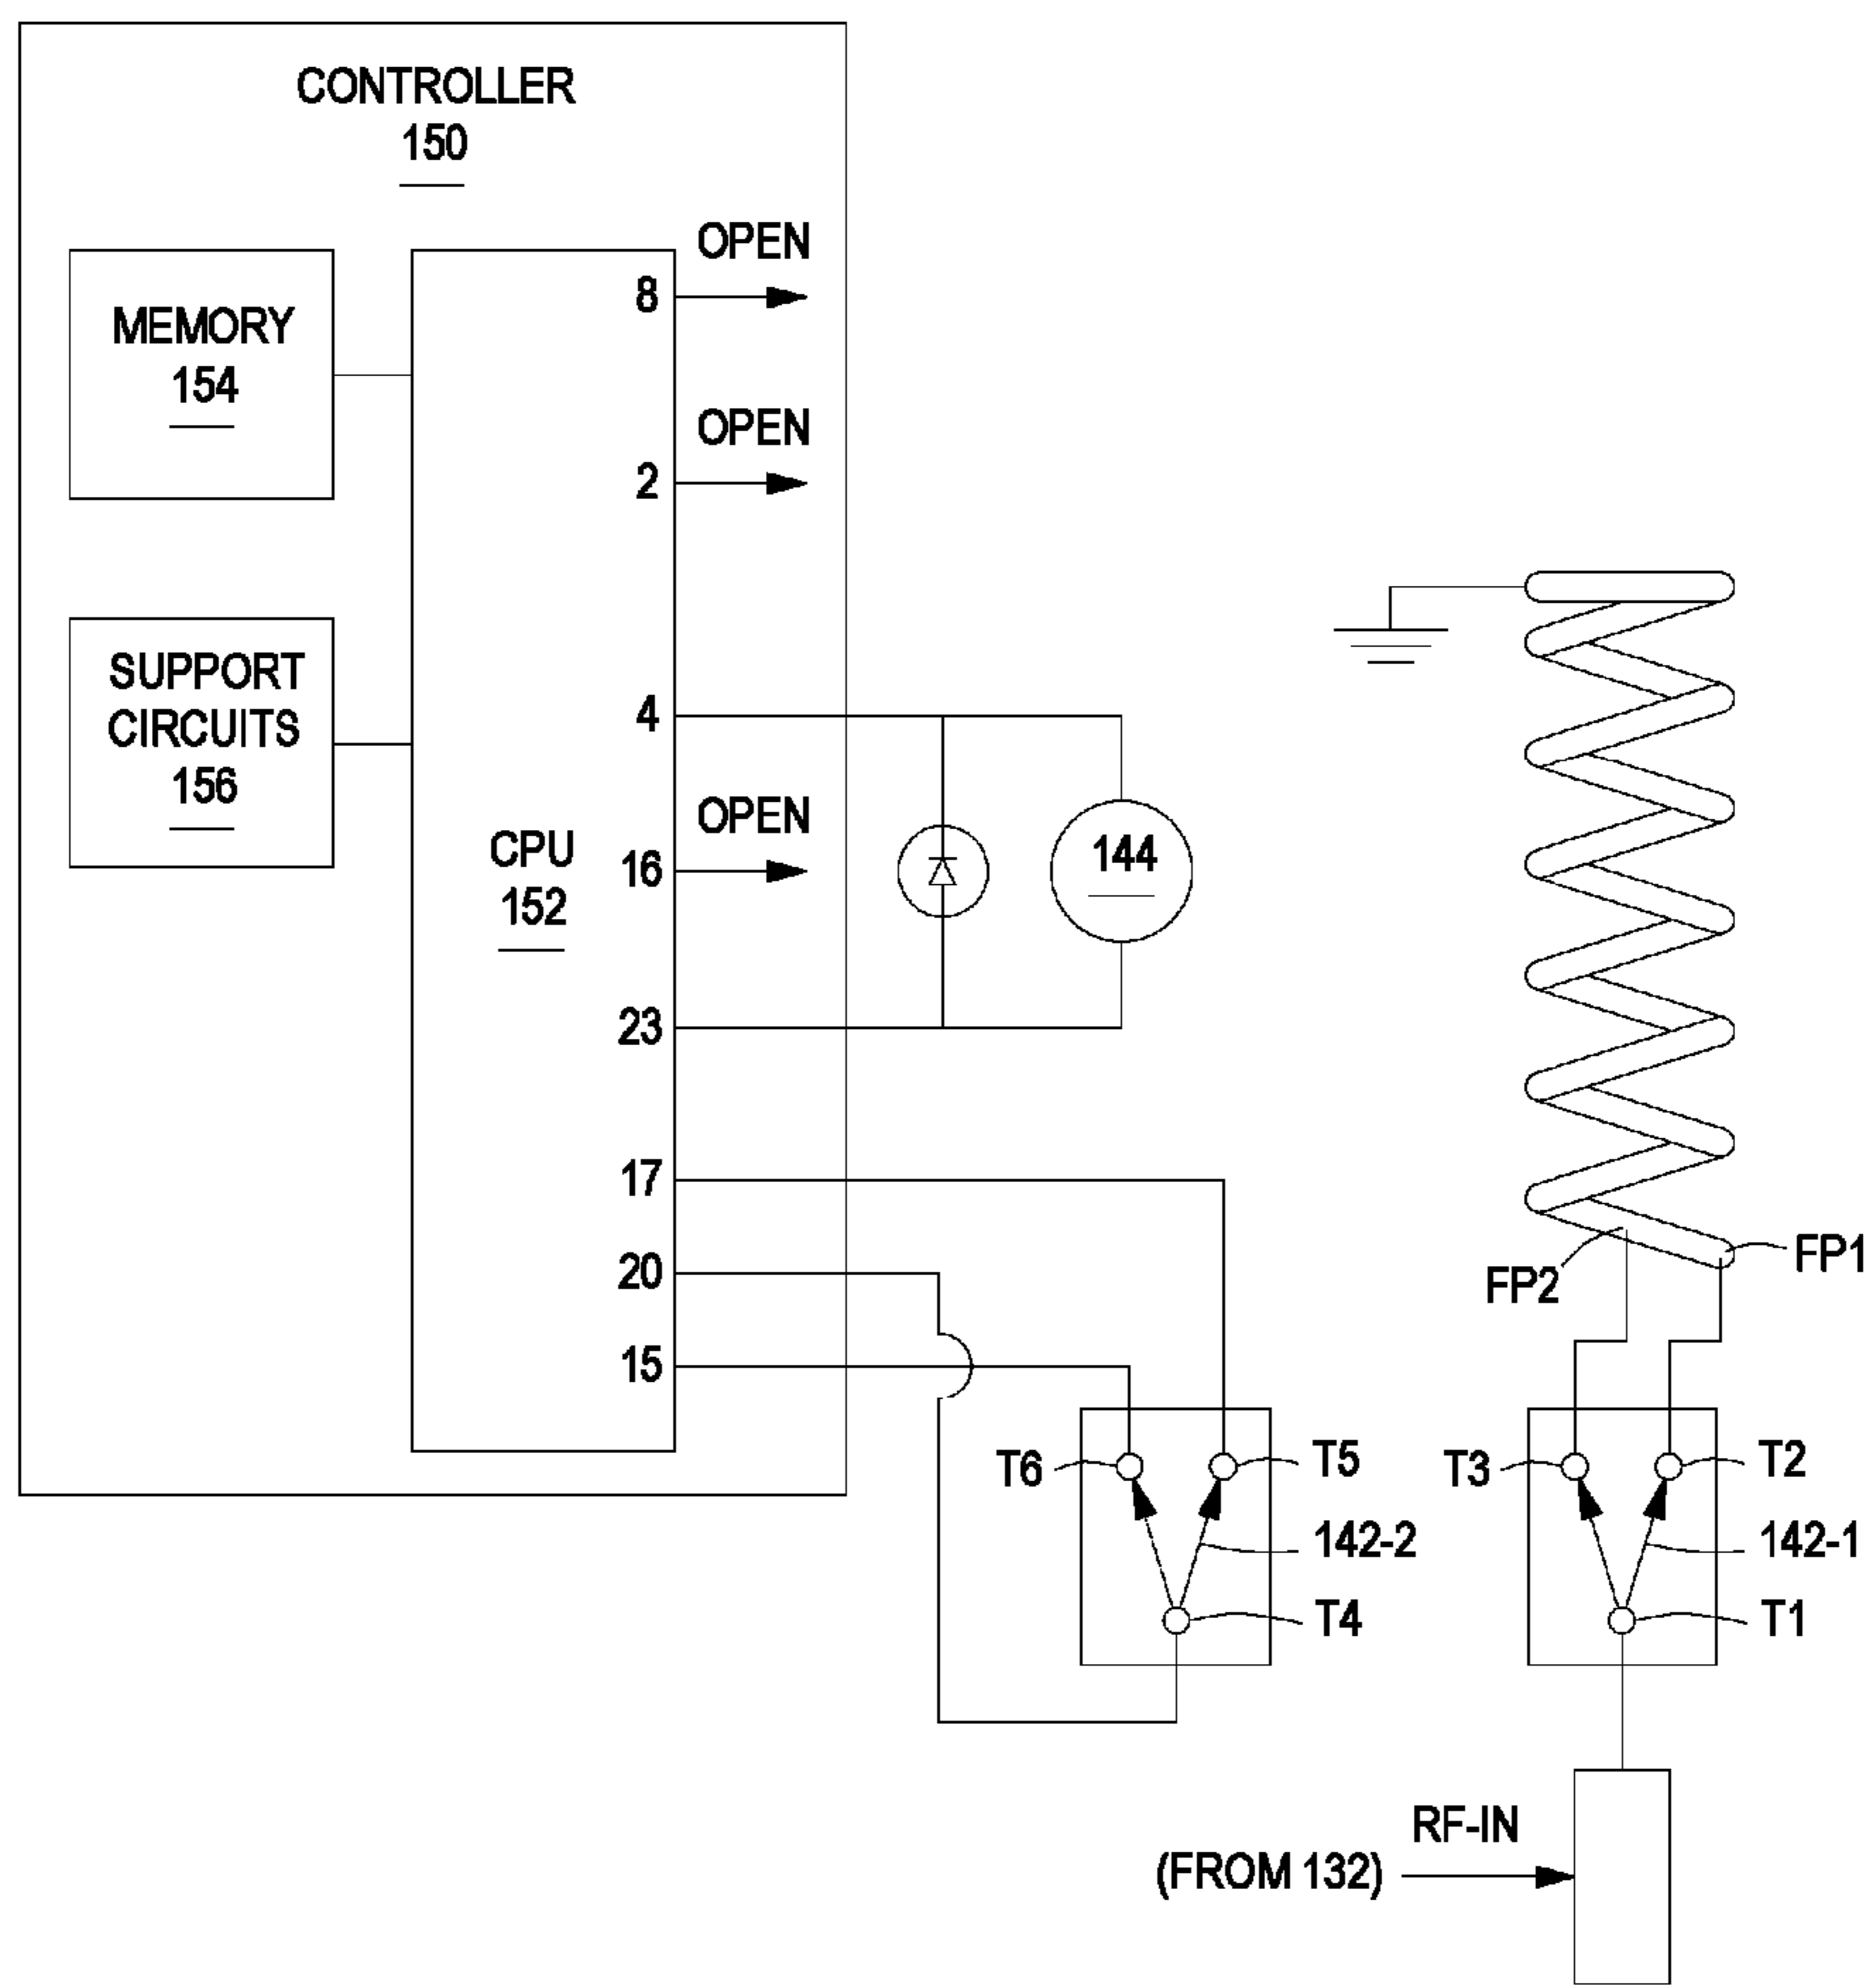 CONTROLLER
150
OPEN
8
MEMORY
154
OPEN
2
SUPPORT
CIRCUITS
156
4
OPEN
16
CPU
152
144
23
17
20
15
FP2
FP1
T6
T5
142-2
T4
T3
T2
142-1
T1
RF-IN
(FROM 132)